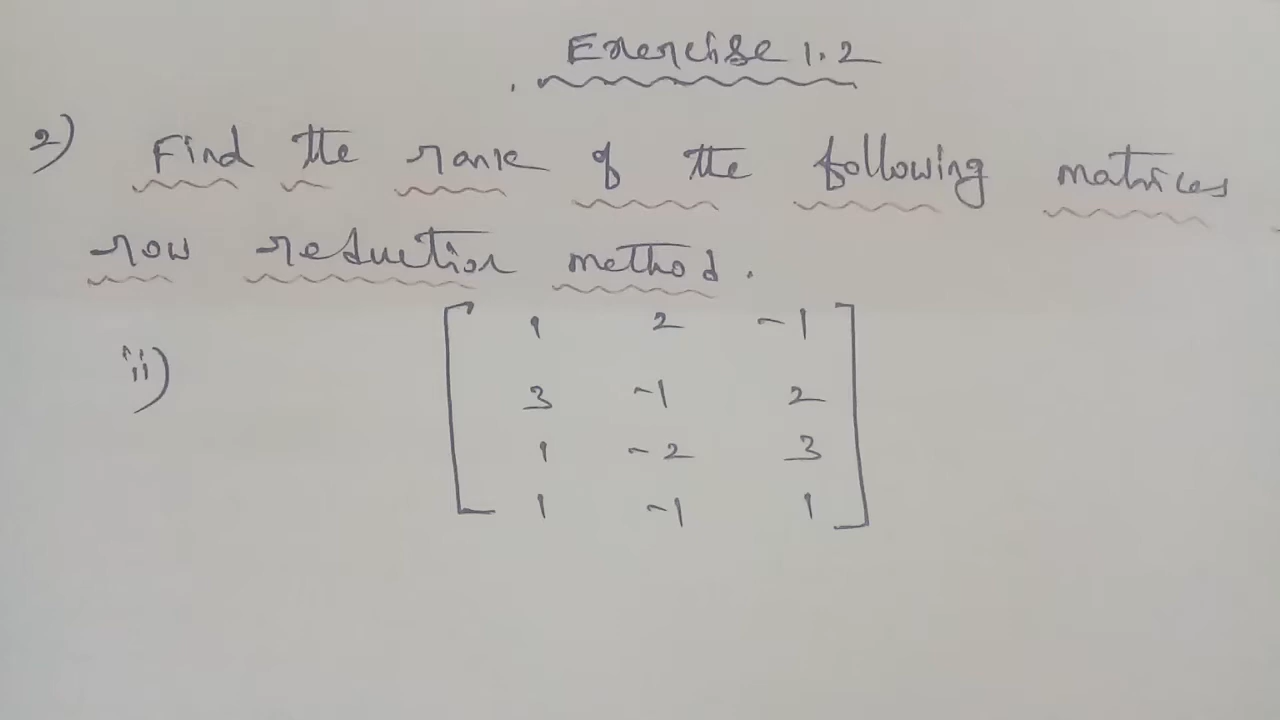 Exercise 1.2
2) Find the rank of the following matrices
row reduction method.
ii) [ 1 2 -1
3 -1 2
1 -2 3
1 -1 1 ]